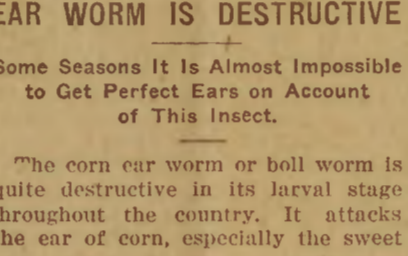 EAR WORM IS DESTRUCTIVE
Some Seasons It Is Almost Impossible
to Get Perfect Ears on Account
of This Insect.
The corn ear worm or boll worm is
quite destructive in its larval stage
throughout the country. It attacks
the ear of corn, especially the sweet